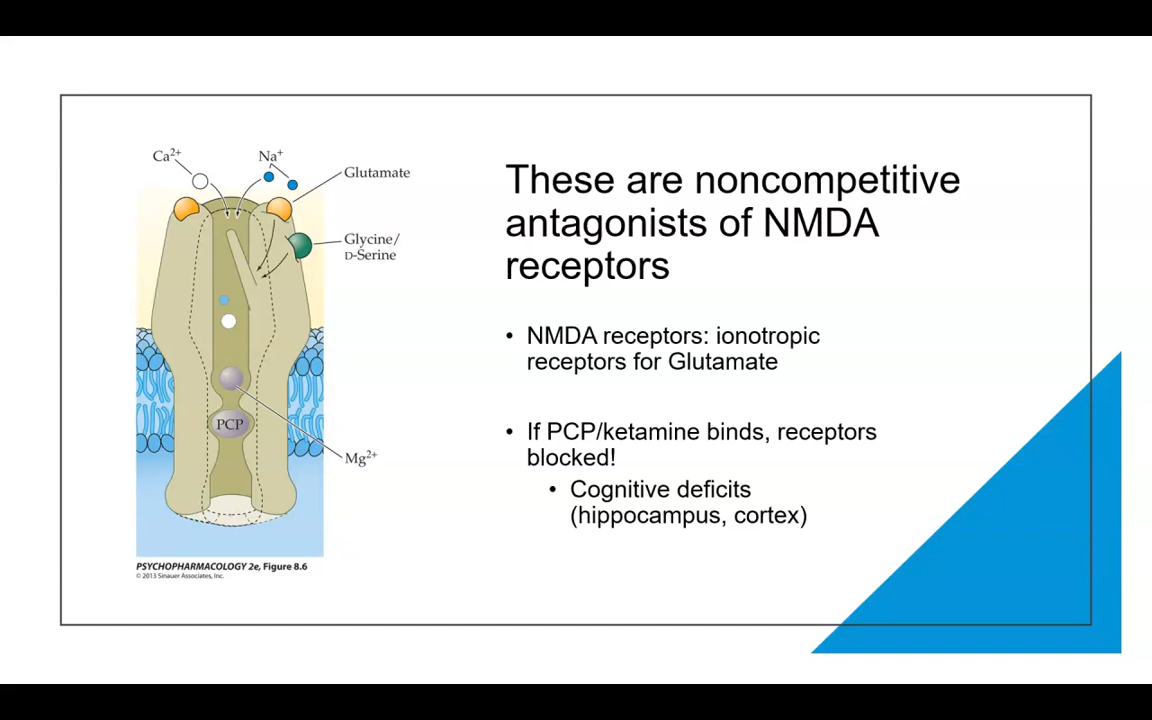 Ca2+
Na+
Glutamate
Glycine/
D-Serine
PCP
Mg2+
PSYCHOPHARMACOLOGY 2e, Figure 8.6
© 2013 Sinauer Associates, Inc.
These are noncompetitive
antagonists of NMDA
receptors
• NMDA receptors: ionotropic
receptors for Glutamate
• If PCP/ketamine binds, receptors
blocked!
• Cognitive deficits
(hippocampus, cortex)